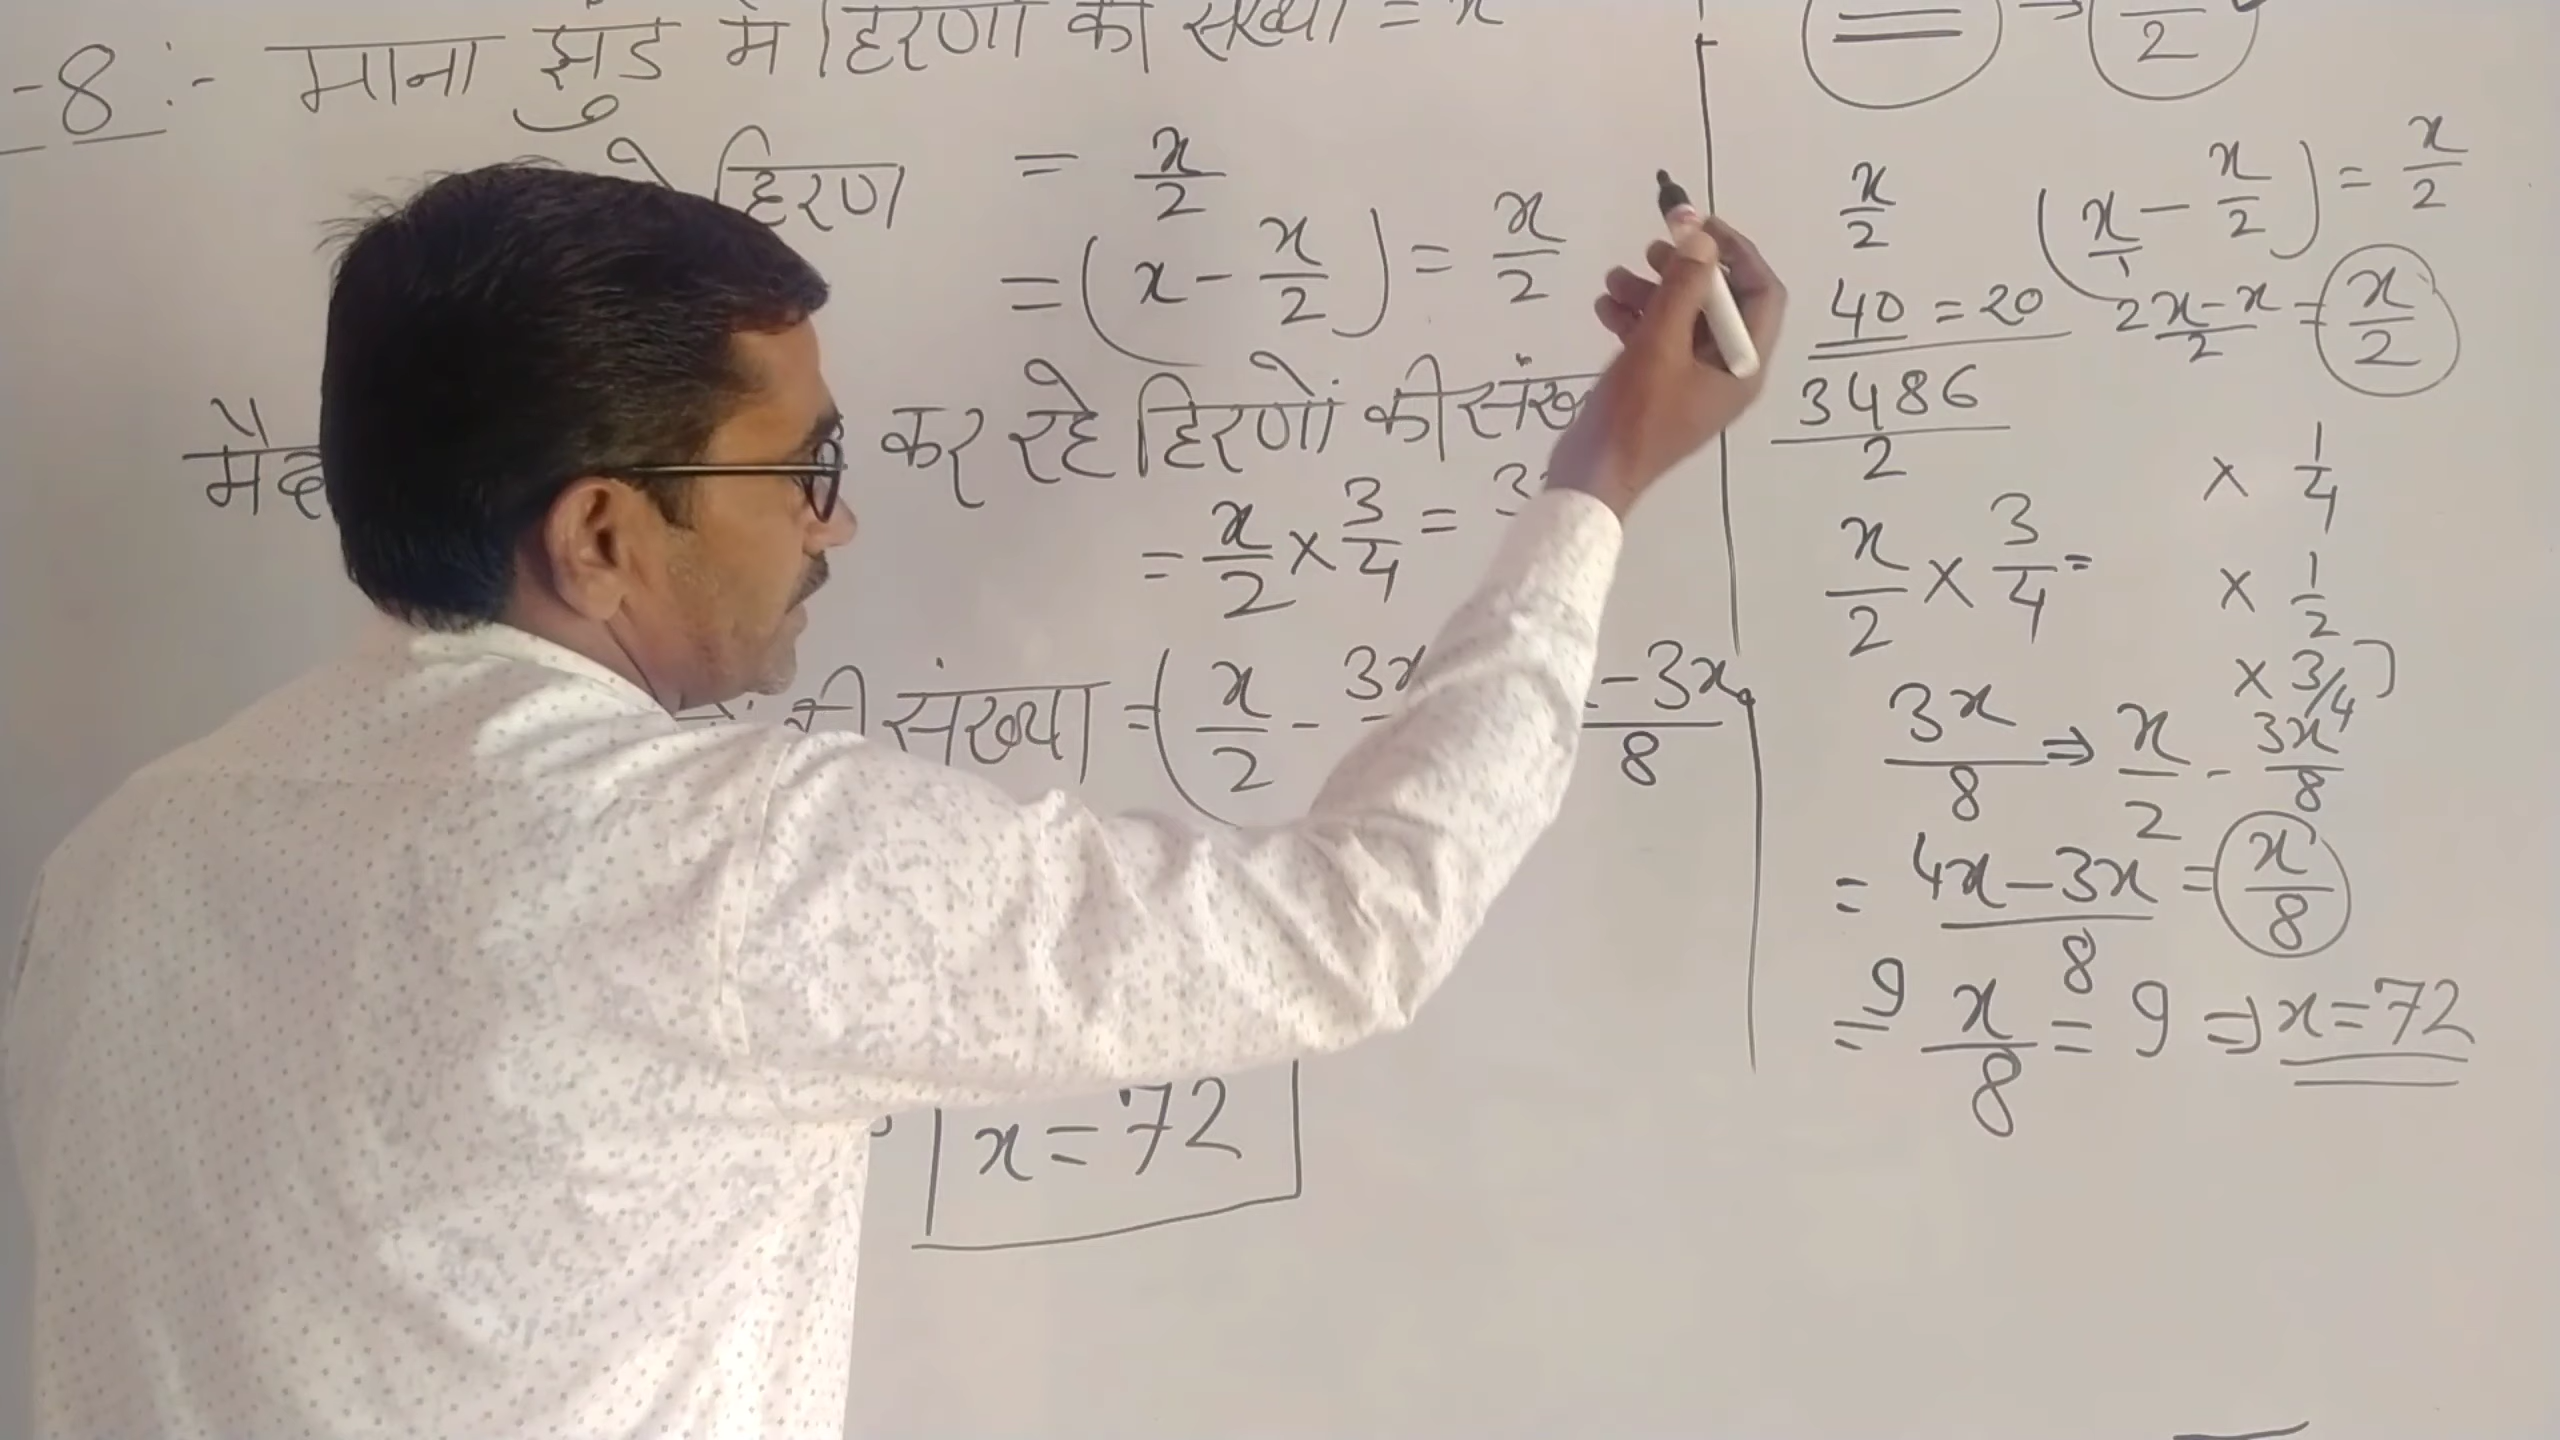 -8 :- माना झुंड में हिरणों की संख्या = x
हिरण = x/2
= (x - x/2) = x/2
कर रहे हिरणों की
= x/2 × 3/4 =
की संख्या = (x/2 - 3x
- 3x
8
x = 72
⇒ /2
x/2 (x/1 - x/2) = x/2
40 = 20 2x-x/2 = x/2
3486/2
× 1/4
x/2 × 3/4 = × 1/2
× 3/4
3x/8 ⇒ x/2 - 3x/8
= 4x-3x/8 = x/8
= 9 x/8 = 9 ⇒ x = 72